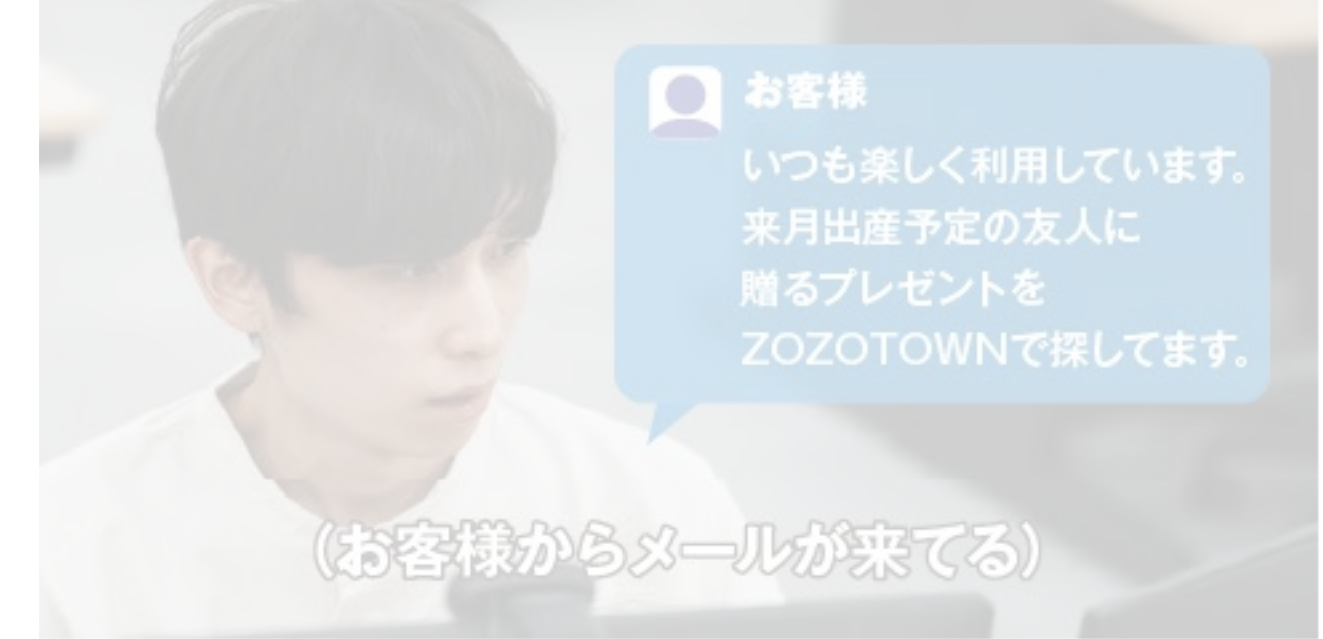 お客様
いつも楽しく利用しています。
来月出産予定の友人に
贈るプレゼントを
ZOZOTOWNで探してます。
（お客様からメールが来てる）